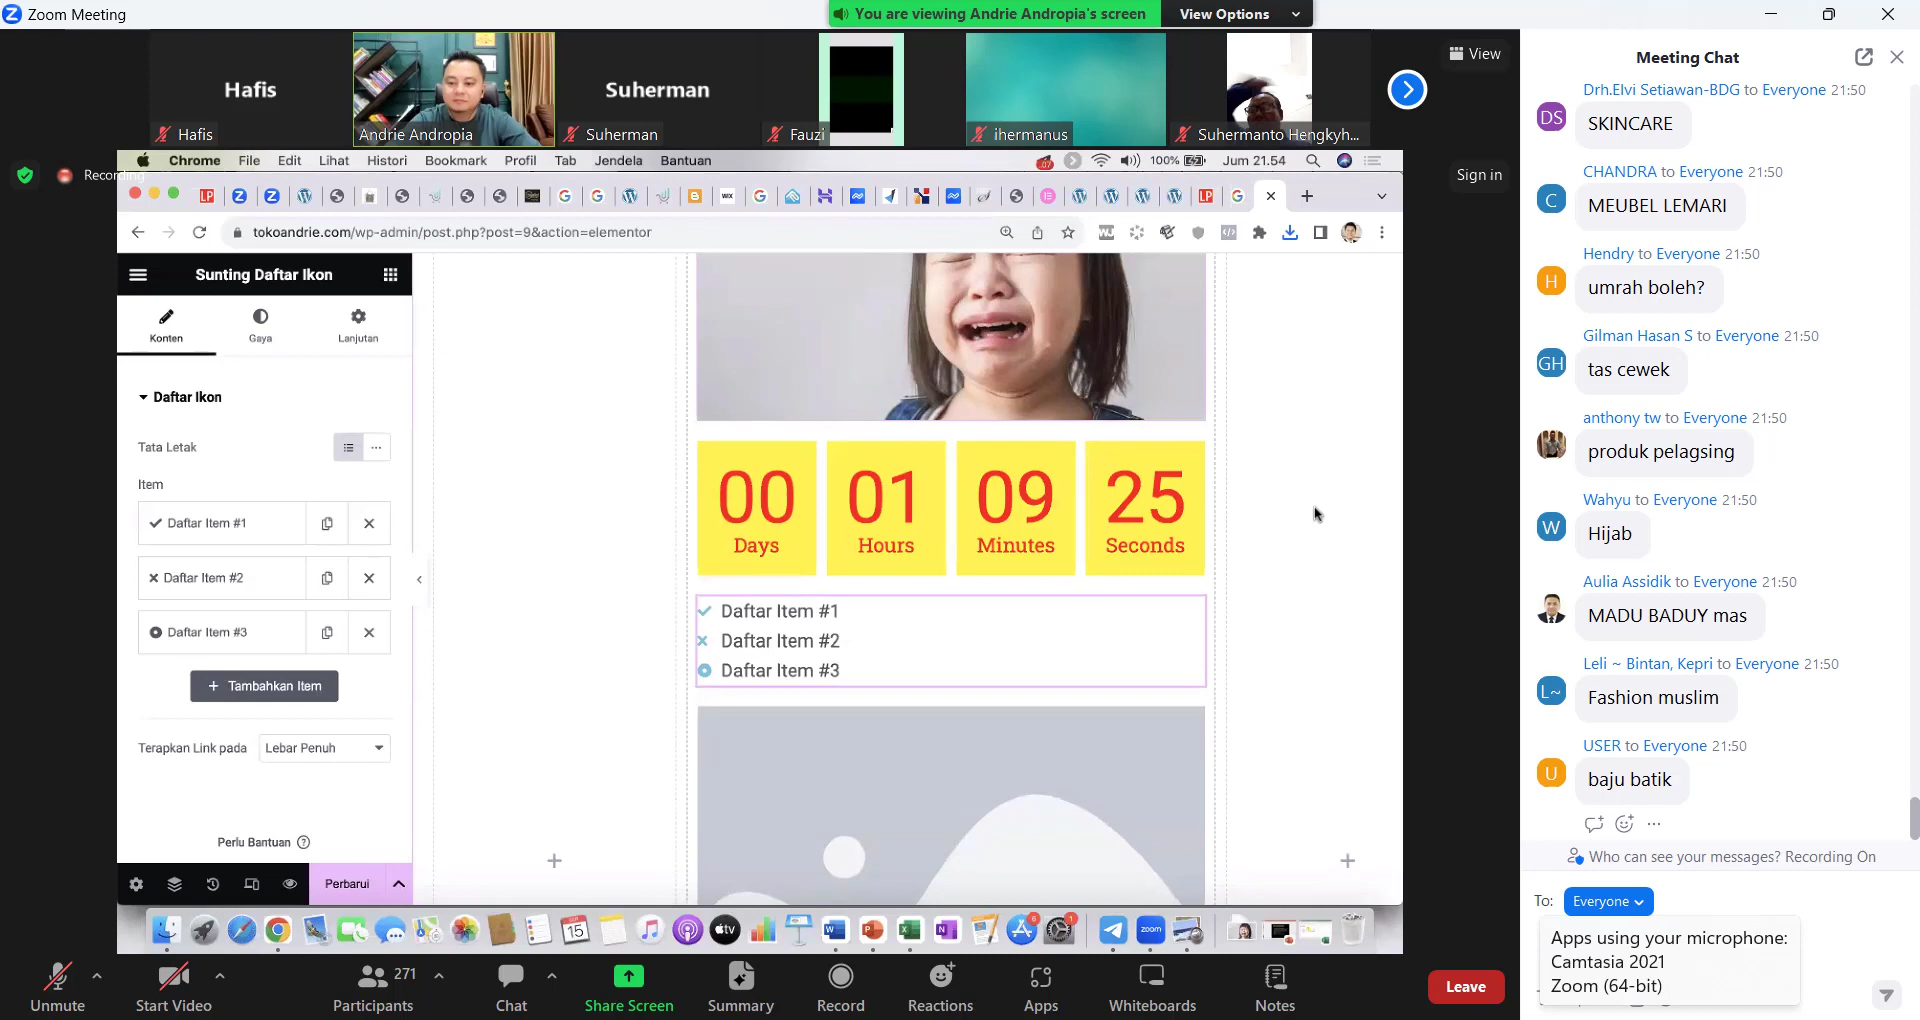 Zoom Meeting
You are viewing Andrie Andropia's screen
View Options
Hafis
Hafis
Andrie Andropia
Suherman
Suherman
Fauzi
ihermanus
Suhermanto Hengkyh...
View
Recording
Sign in
Chrome File Edit Lihat Histori Bookmark Profil Tab Jendela Bantuan
100% Jum 21.54
tokoandrie.com/wp-admin/post.php?post=9&action=elementor
Sunting Daftar Ikon
Konten Gaya Lanjutan
Daftar Ikon
Tata Letak
Item
Daftar Item #1
Daftar Item #2
Daftar Item #3
+ Tambahkan Item
Terapkan Link pada Lebar Penuh
Perlu Bantuan
Perbarui
00 01 09 25
Days Hours Minutes Seconds
Daftar Item #1
Daftar Item #2
Daftar Item #3
15
tv
zoom
Unmute
Start Video
271
Participants
Chat
Share Screen
Summary
Record
Reactions
Apps
Whiteboards
Notes
Leave
Meeting Chat
Drh.Elvi Setiawan-BDG to Everyone 21:50
DS
SKINCARE
CHANDRA to Everyone 21:50
C
MEUBEL LEMARI
Hendry to Everyone 21:50
H
umrah boleh?
Gilman Hasan S to Everyone 21:50
GH
tas cewek
anthony tw to Everyone 21:50
produk pelagsing
Wahyu to Everyone 21:50
W
Hijab
Aulia Assidik to Everyone 21:50
MADU BADUY mas
Leli ~ Bintan, Kepri to Everyone 21:50
L~
Fashion muslim
USER to Everyone 21:50
U
baju batik
Who can see your messages? Recording On
To: Everyone
Apps using your microphone:
Camtasia 2021
Zoom (64-bit)